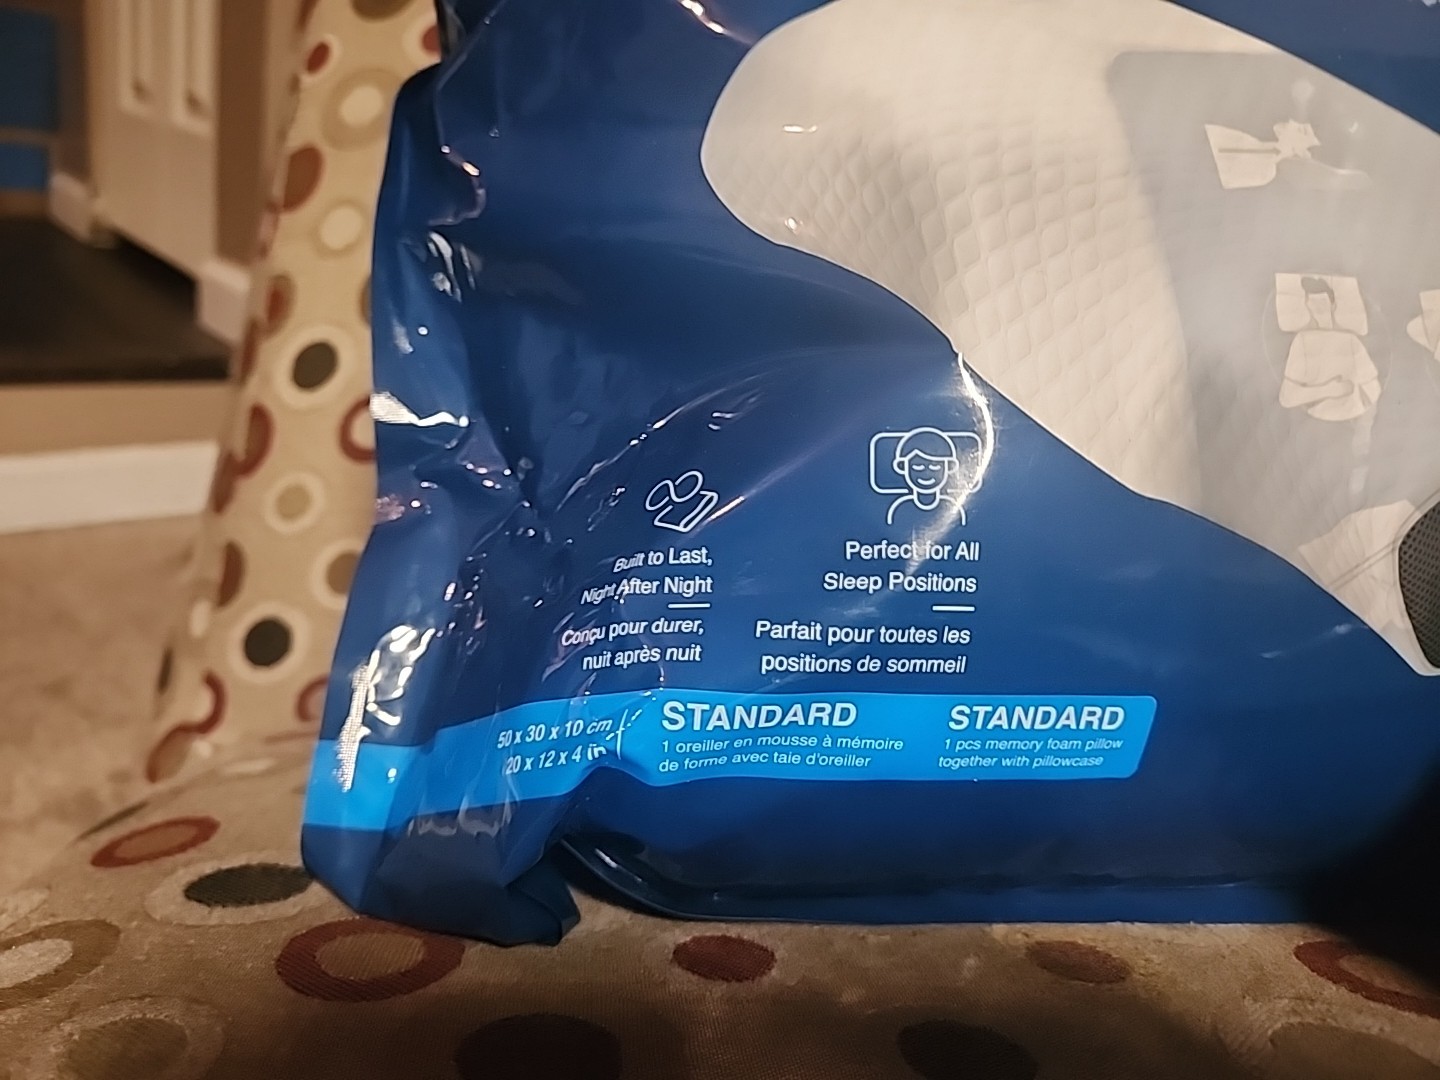 Built to Last,
Night After Night
Conçu pour durer,
nuit après nuit
Perfect for All
Sleep Positions
Parfait pour toutes les
positions de sommeil
50 x 30 x 10 cm
20 x 12 x 4 in
STANDARD
1 oreiller en mousse à mémoire
de forme avec taie d'oreiller
STANDARD
1 pcs memory foam pillow
together with pillowcase